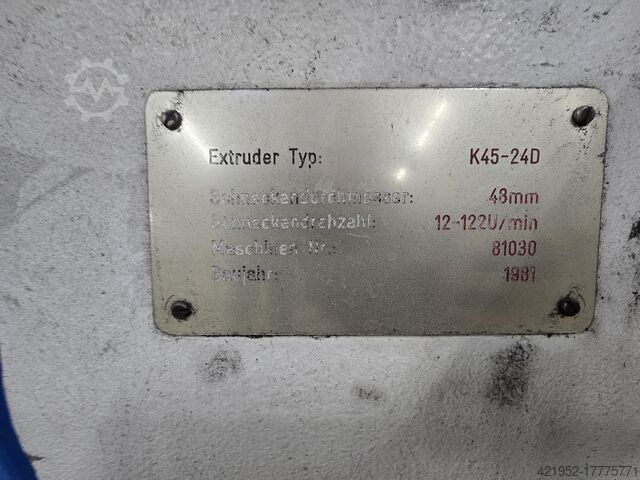 Extruder Typ: K45-24D
Schneckendurchmesser: 48mm
Schneckendrehzahl: 12-122U/min
Maschinen Nr.: 81030
Baujahr: 1981
421952-17775771